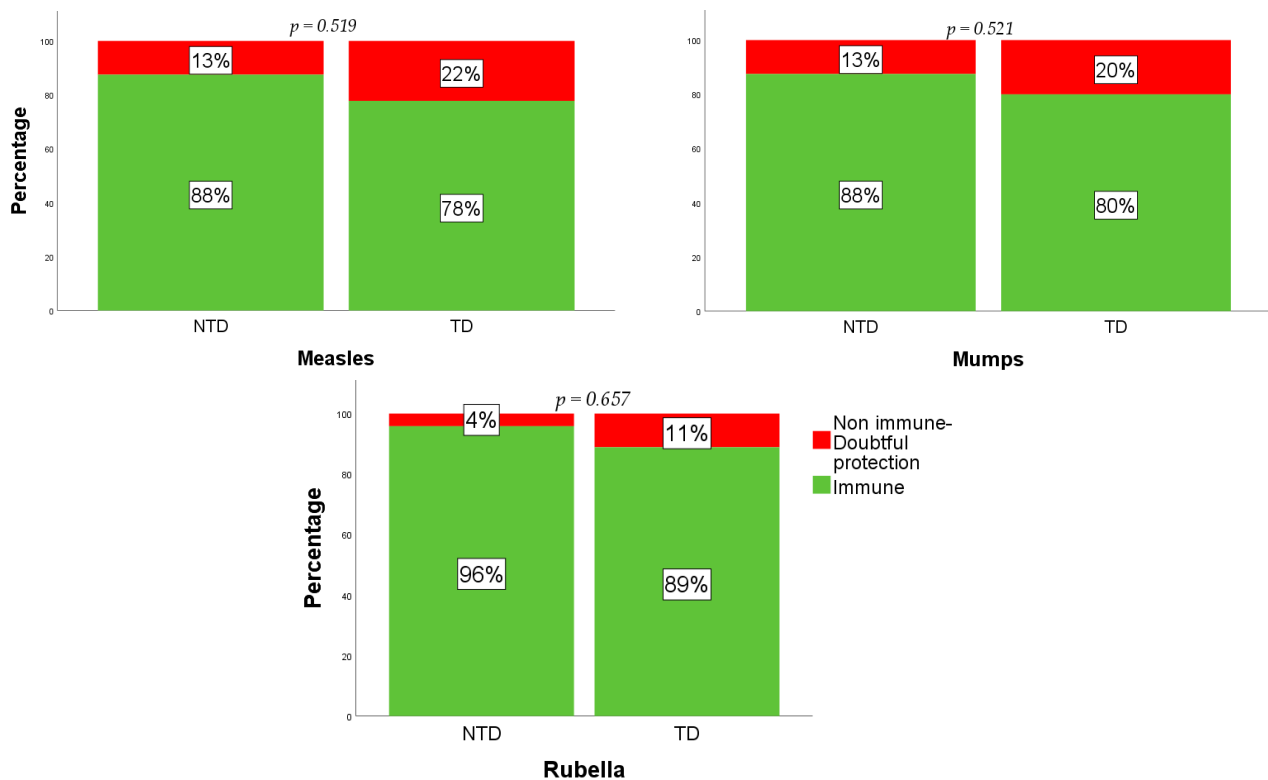 p = 0.519
Percentage
100
80
60
40
20
0
13%
22%
88%
78%
NTD
TD
Measles
p = 0.521
100
80
60
40
20
0
13%
20%
88%
80%
NTD
TD
Mumps
p = 0.657
Percentage
100
80
60
40
20
0
4%
11%
96%
89%
NTD
TD
Rubella
Non immune-
Doubtful
protection
Immune